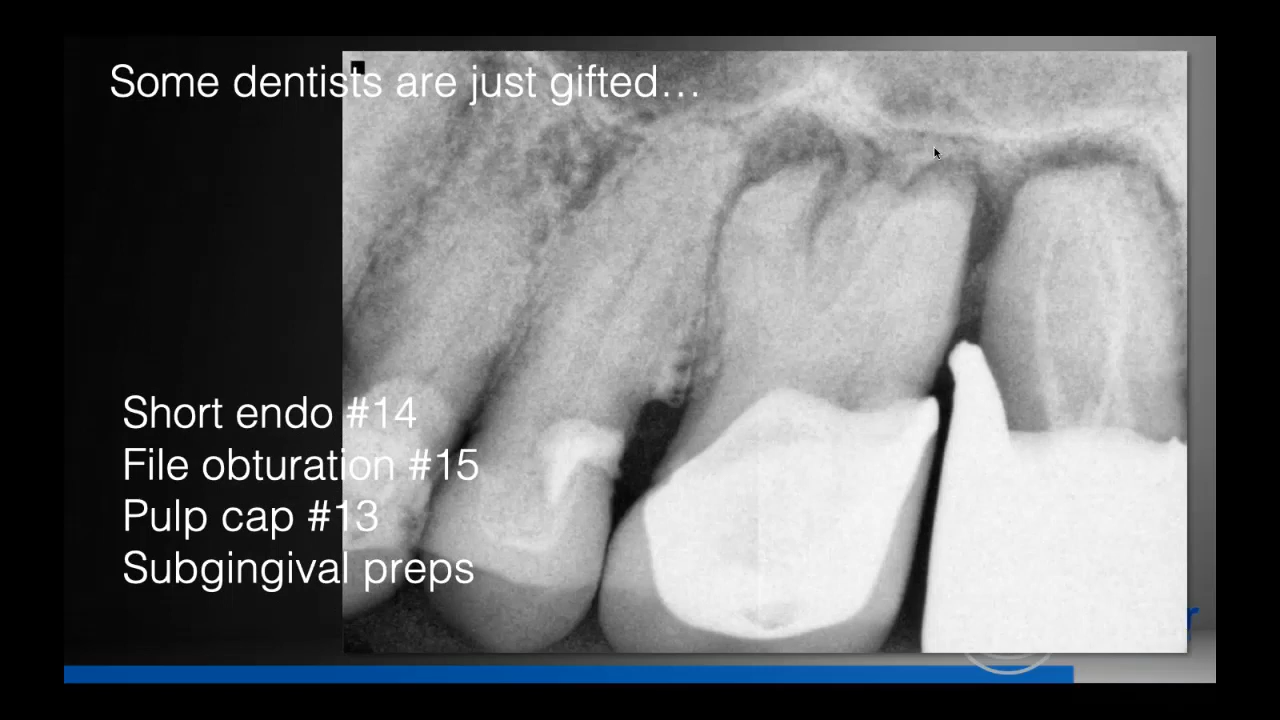 Some dentists are just gifted...
Short endo #14
File obturation #15
Pulp cap #13
Subgingival preps